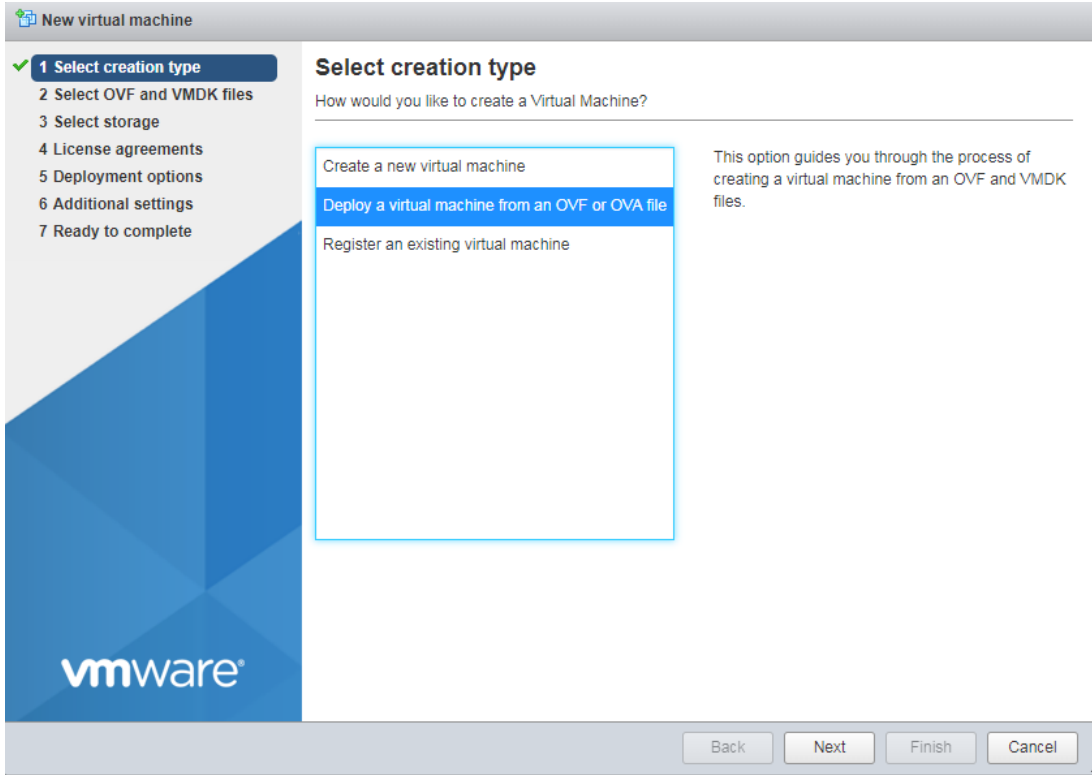 New virtual machine
1 Select creation type
2 Select OVF and VMDK files
3 Select storage
4 License agreements
5 Deployment options
6 Additional settings
7 Ready to complete
vmware®
Select creation type
How would you like to create a Virtual Machine?
Create a new virtual machine
Deploy a virtual machine from an OVF or OVA file
Register an existing virtual machine
This option guides you through the process of
creating a virtual machine from an OVF and VMDK
files.
Back Next Finish Cancel